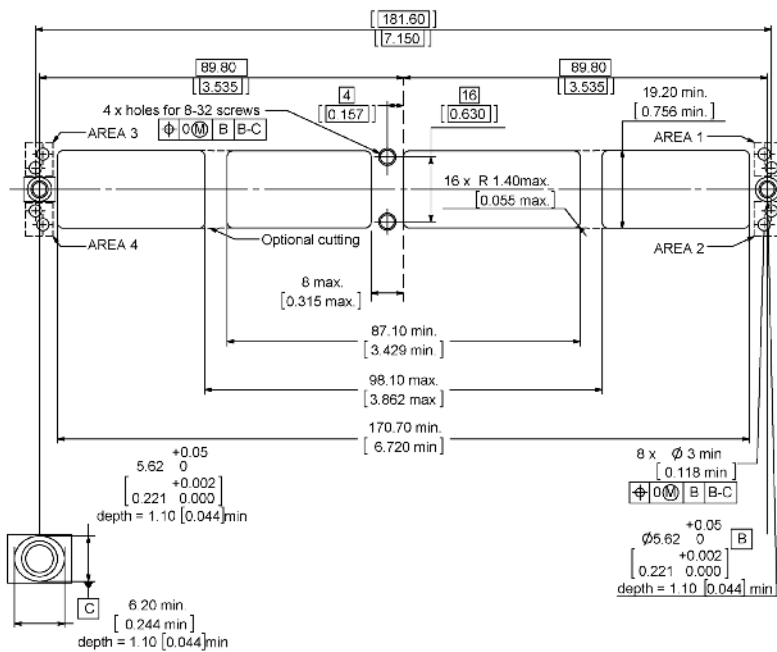 [ 181.60 ]
[ 7.150 ]
89.80
[ 3.535 ]
89.80
[ 3.535 ]
4
[ 0.157 ]
16
[ 0.630 ]
19.20 min.
[ 0.756 min.]
4 x holes for 8-32 screws
⌖ 0Ⓜ B B-C
AREA 3
AREA 1
16 x R 1.40max.
[ 0.055 max.]
AREA 4
Optional cutting
AREA 2
8 max.
[ 0.315 max.]
87.10 min.
[ 3.429 min.]
98.10 max.
[ 3.862 max ]
170.70 min.
[ 6.720 min ]
+0.05
5.62 0
[ +0.002
0.221 0.000 ]
depth = 1.10 [0.044]min
8 x Ø 3 min
[ 0.118 min ]
⌖ 0Ⓜ B B-C
+0.05
Ø5.62 0 B
[ +0.002
0.221 0.000 ]
depth = 1.10 [0.044] min
C
6.20 min.
[ 0.244 min ]
depth = 1.10 [0.044]min